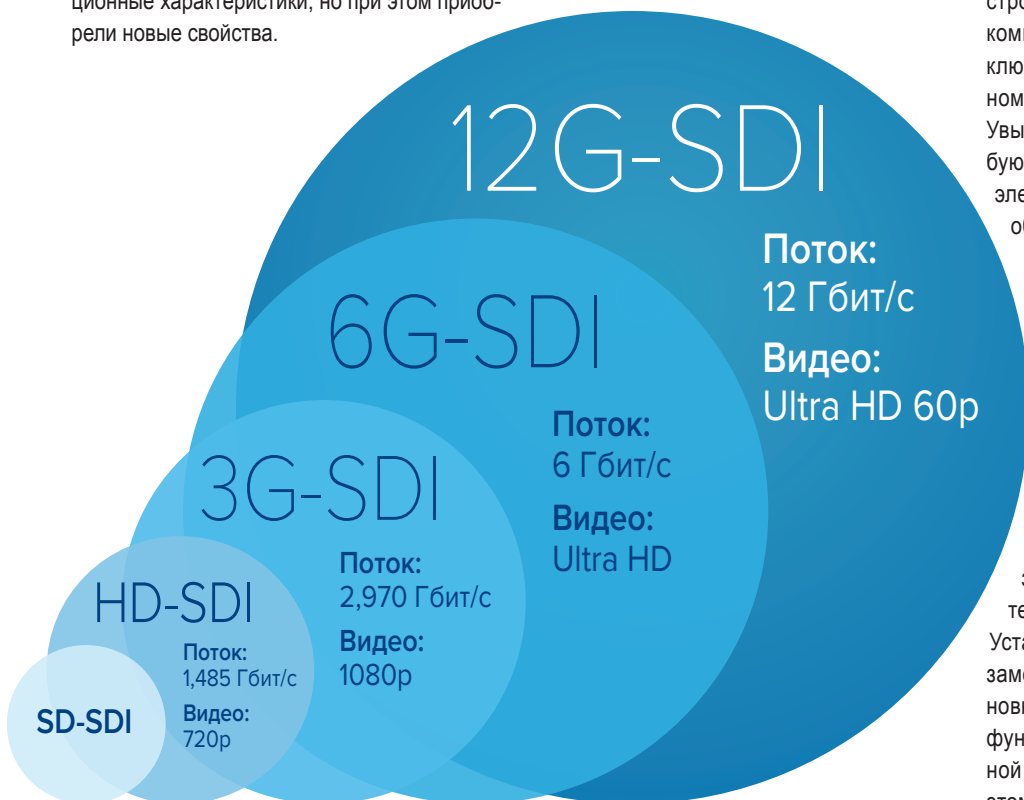 ционные характеристики, но при этом приоб-
рели новые свойства.
12G-SDI
Поток:
12 Гбит/с
Видео:
Ultra HD 60p
6G-SDI
Поток:
6 Гбит/с
Видео:
Ultra HD
3G-SDI
Поток:
2,970 Гбит/с
Видео:
1080p
HD-SDI
Поток:
1,485 Гбит/с
Видео:
720p
SD-SDI
ном
Увы